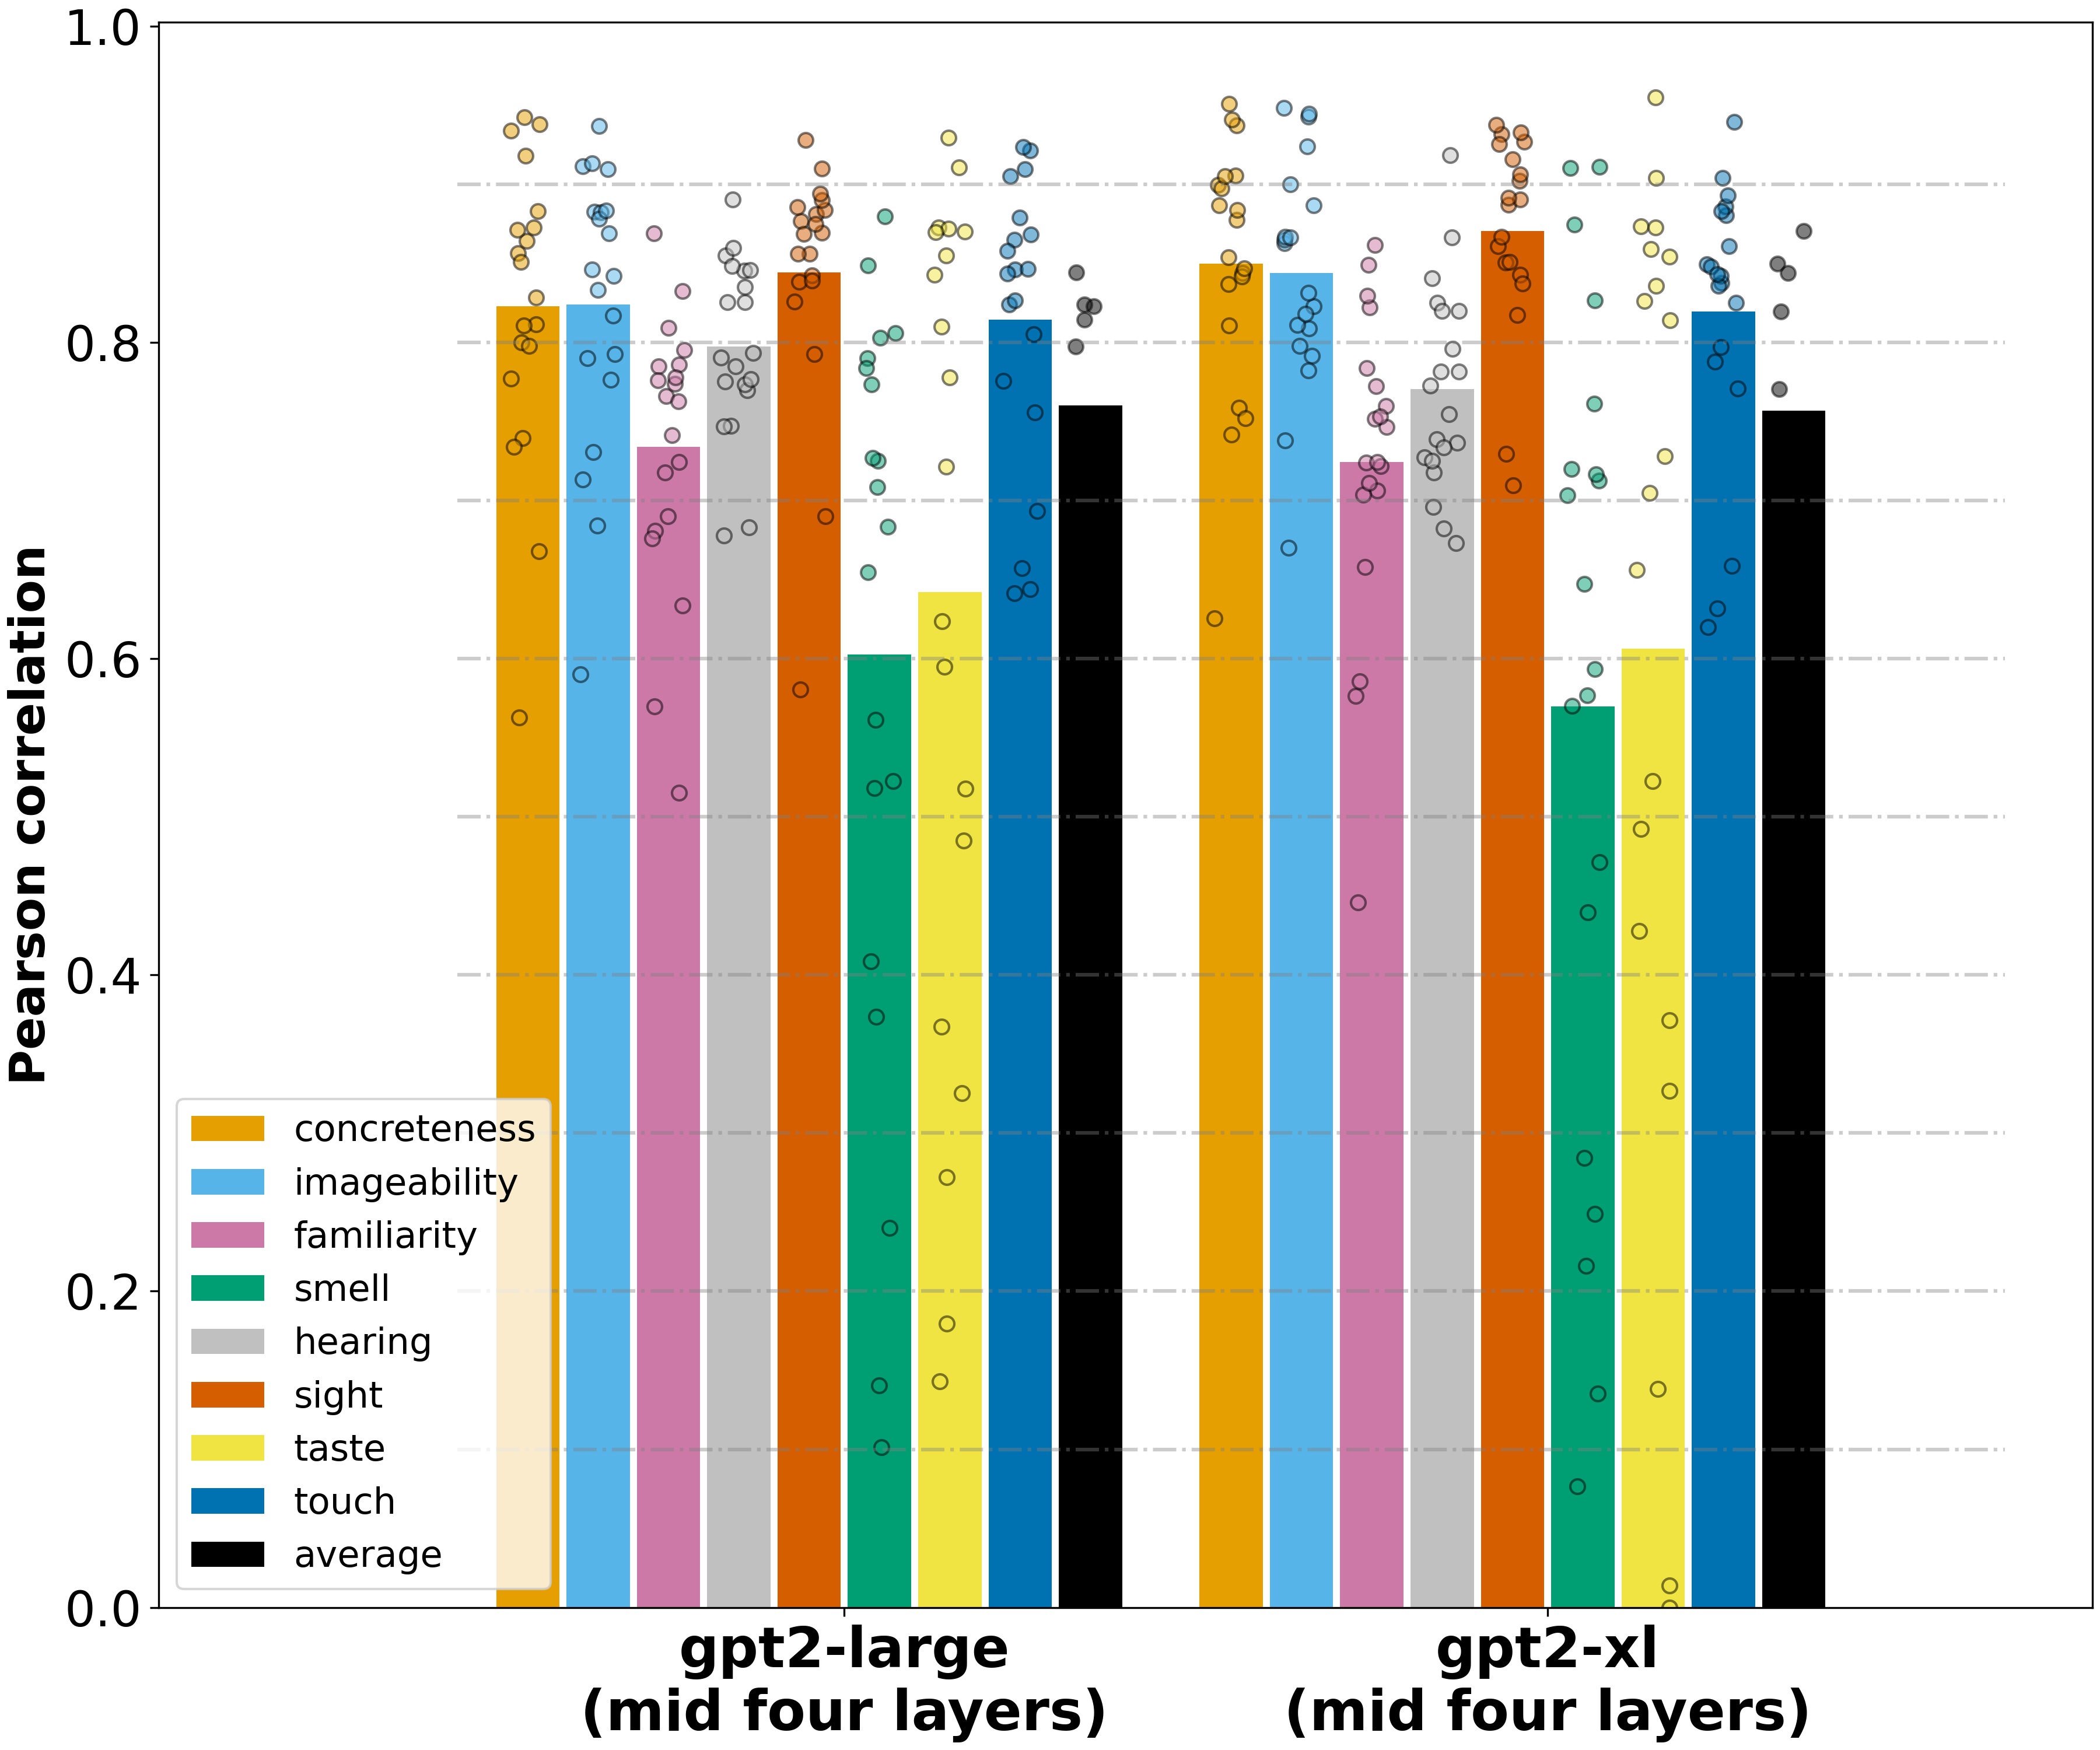 1.0
0.8
0.6
0.4
0.2
0.0
Pearson correlation
concreteness
imageability
familiarity
smell
hearing
sight
taste
touch
average
gpt2-large
(mid four layers)
gpt2-xl
(mid four layers)